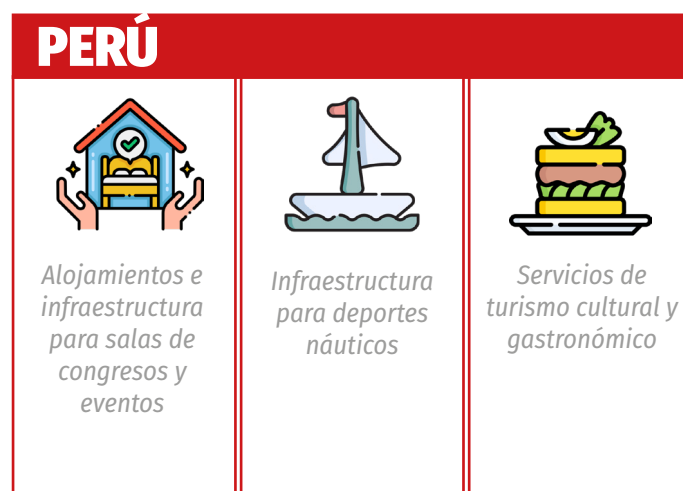 PERÚ
Alojamientos e
infraestructura
para salas de
congresos y
eventos
Infraestructura
para deportes
náuticos
Servicios de
turismo cultural y
gastronómico